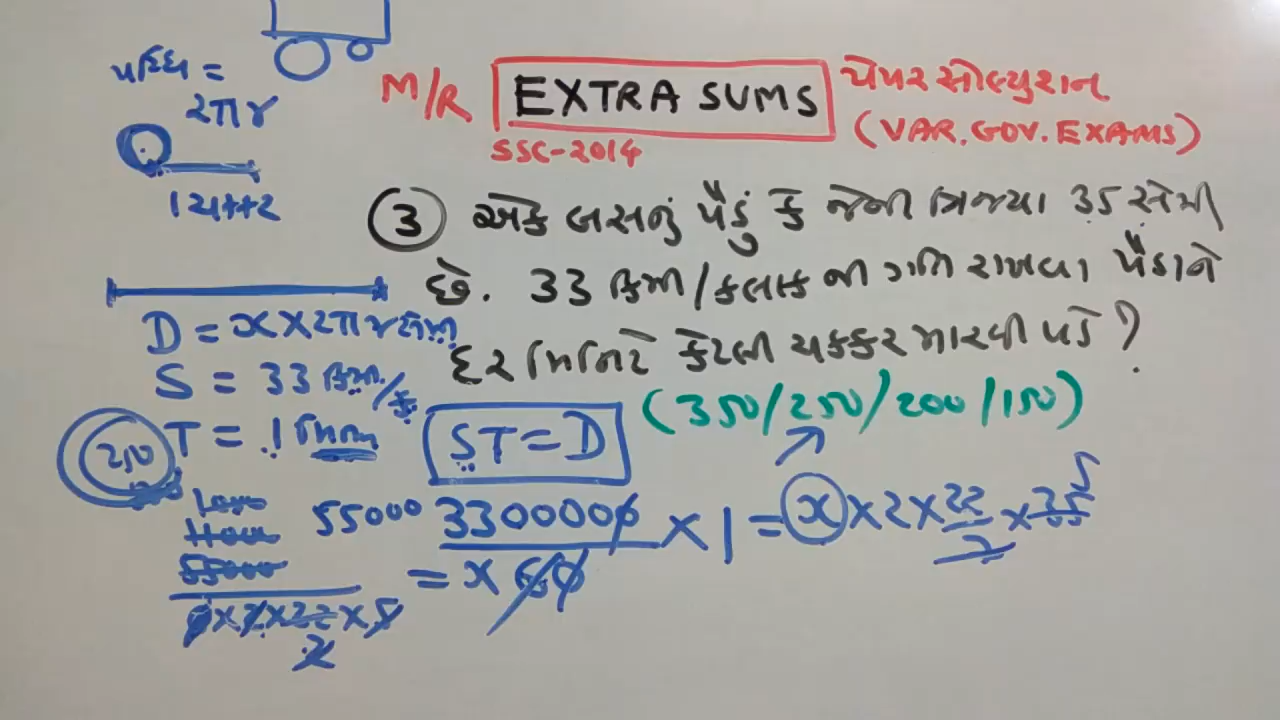 પરિઘ =
2πr
1 ચક્કર
M/R
EXTRA SUMS
SSC-2014
પેપર સોલ્યુશન
(VAR. GOV. EXAMS)
③ એક બસનું પૈડું કે જેની ત્રિજ્યા 35 સેમી
છે. 33 કિમી/કલાક ની ગતિ રાખવા પૈડાને
દર મિનિટે કેટલી ચક્કર મારવી પડે ?
(350/250/200/150)
D = x×2πr સેમી
S = 33 કિમી/ક
T = 1 મિનિ
ST = D
250
55000 3300000 × 1 = x×2×22/7×35
= x 60
55000
x2x22x5